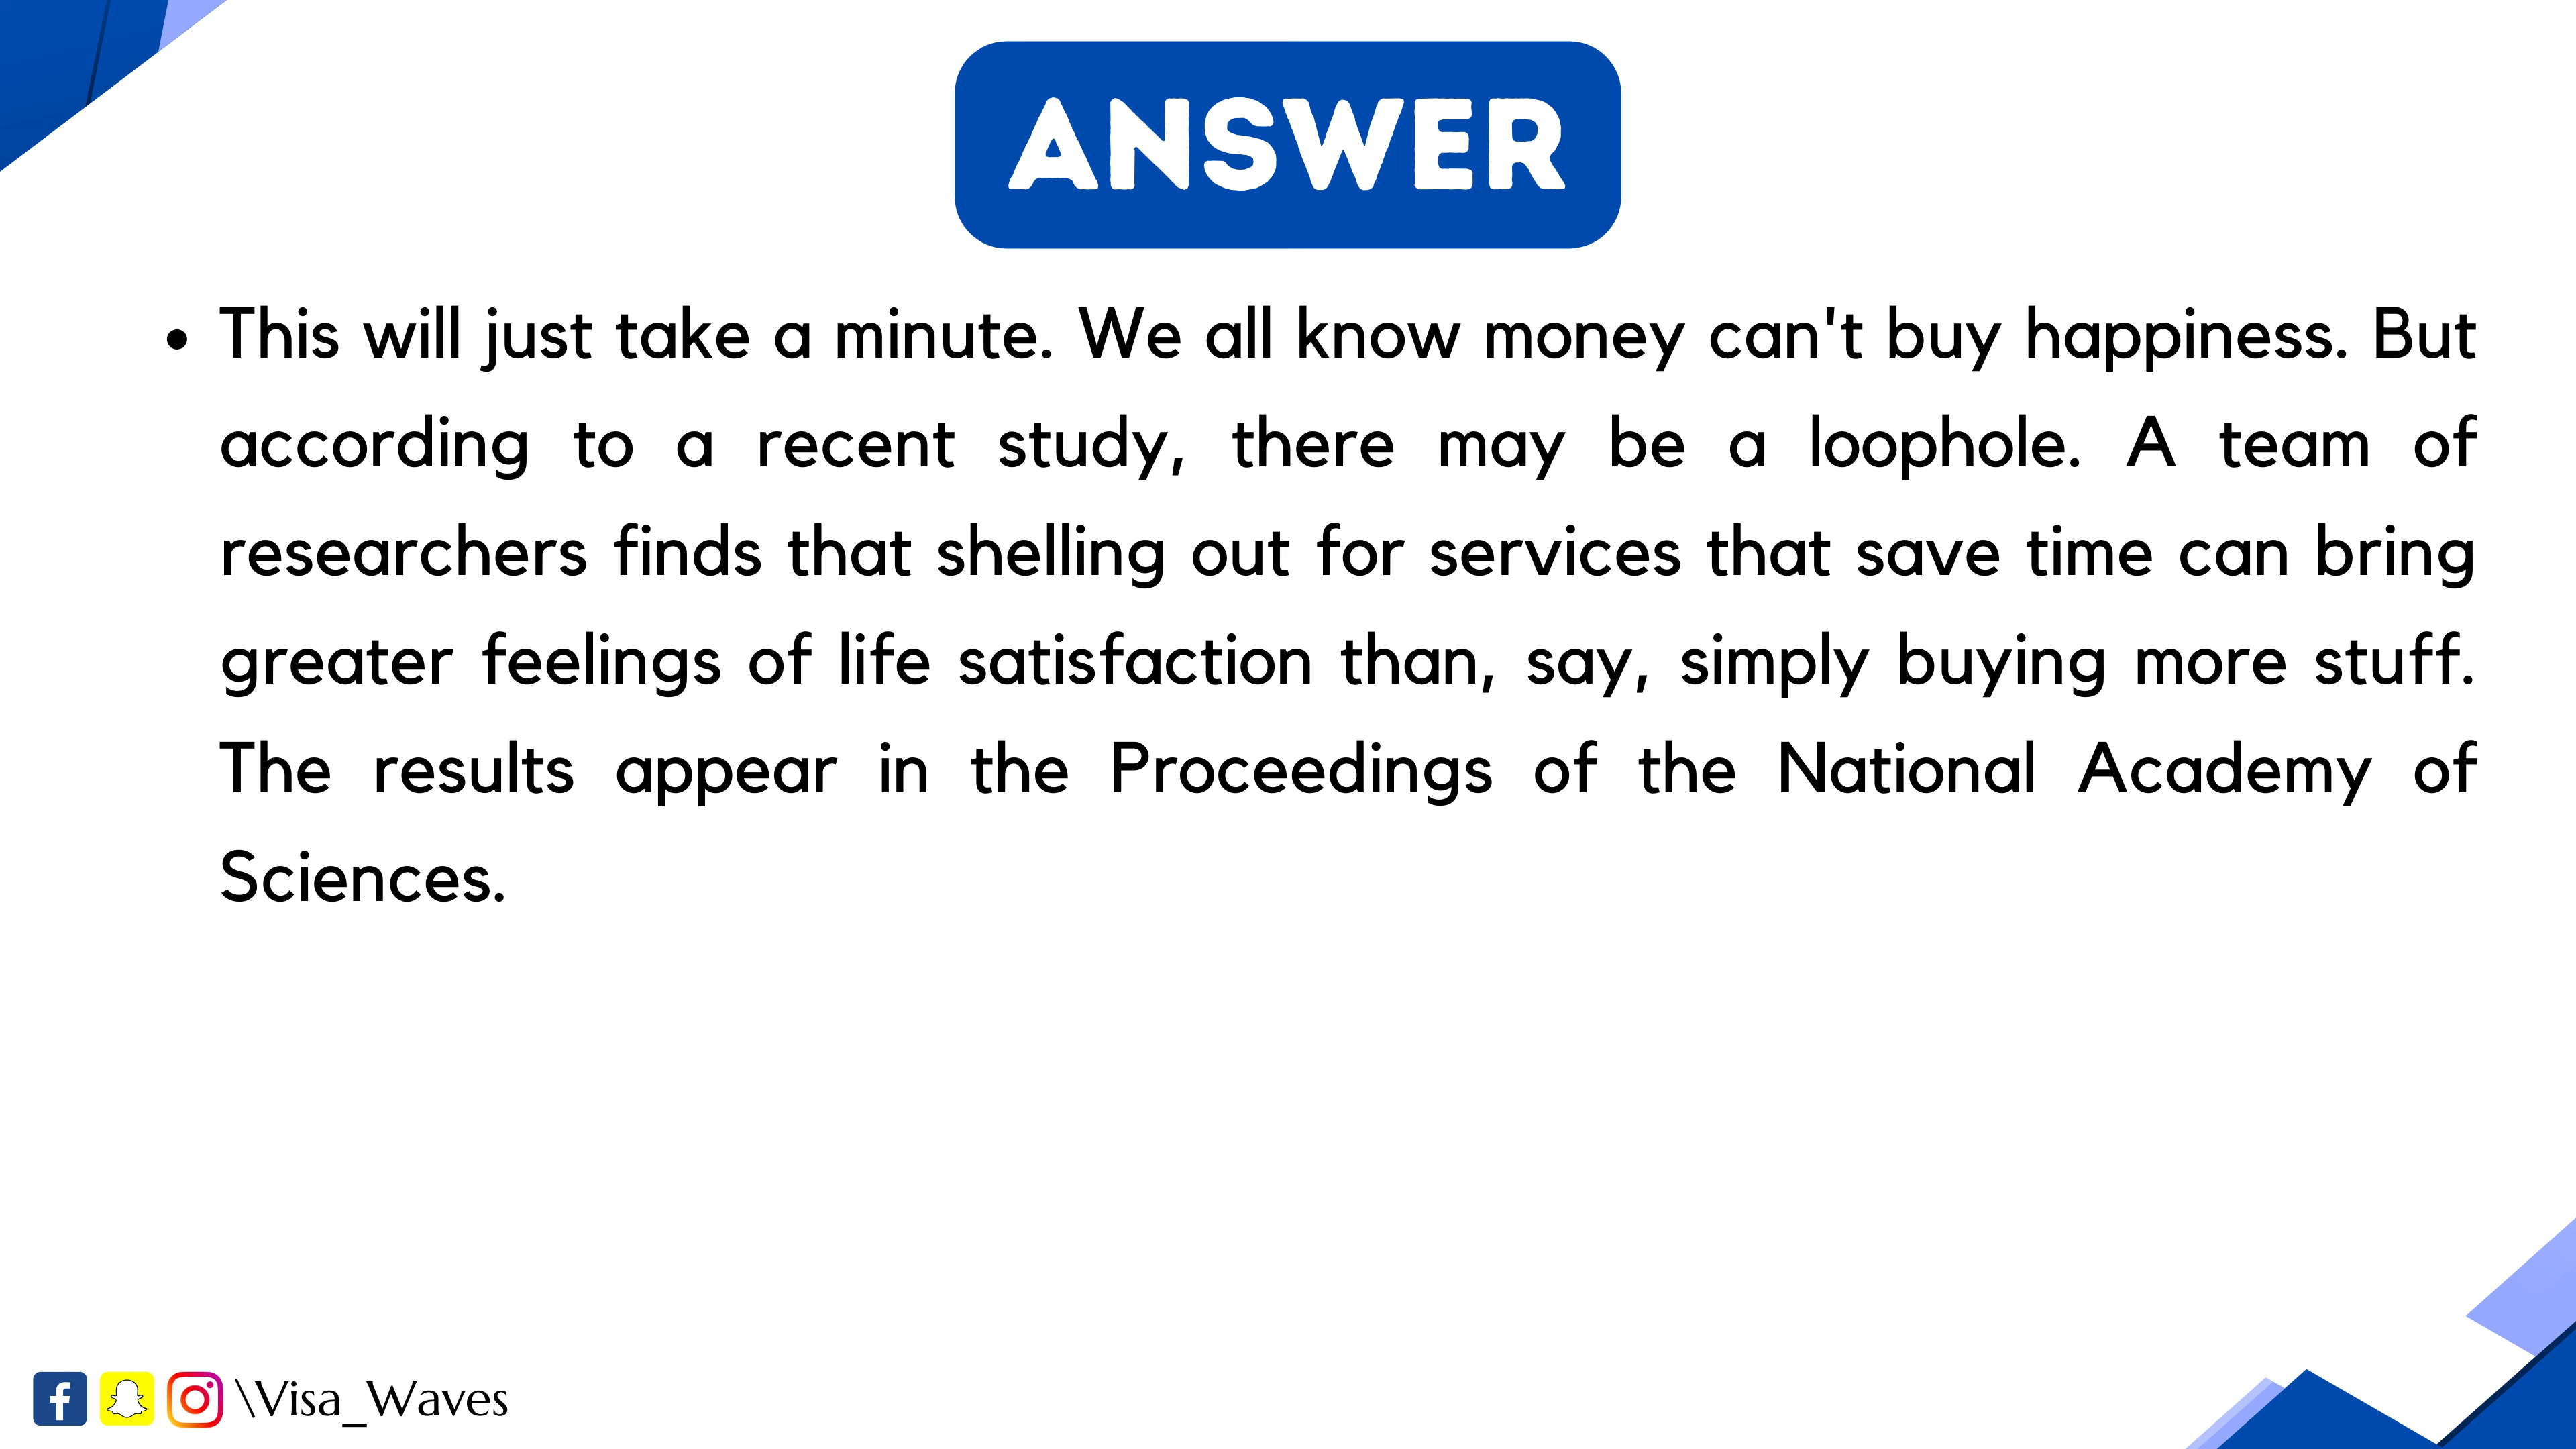 ANSWER
• This will just take a minute. We all know money can't buy happiness. But
according to a recent study, there may be a loophole. A team of
researchers finds that shelling out for services that save time can bring
greater feelings of life satisfaction than, say, simply buying more stuff.
The results appear in the Proceedings of the National Academy of
Sciences.
\Visa_Waves